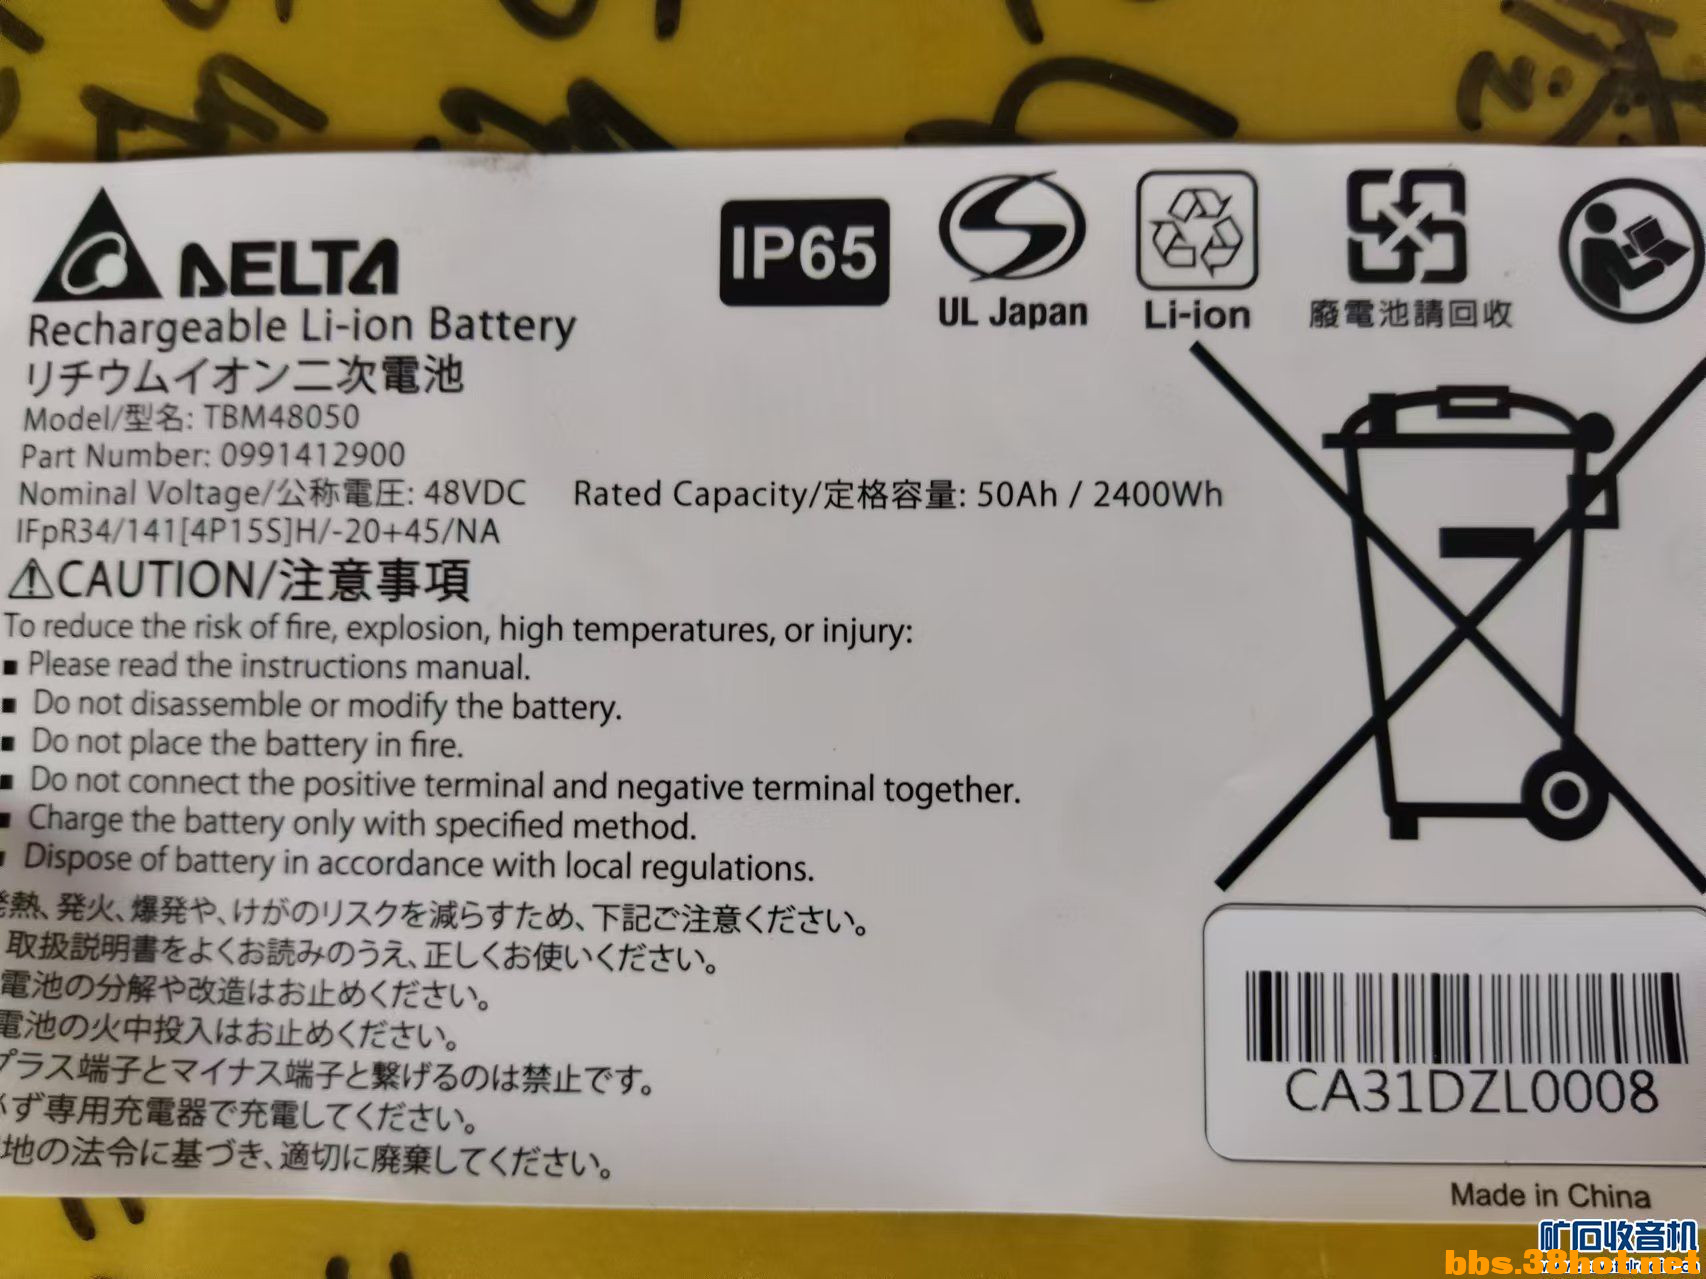 DELTA
IP65
UL Japan
Li-ion
廢電池請回收
Rechargeable Li-ion Battery
リチウムイオン二次電池
Model/型名: TBM48050
Part Number: 0991412900
Nominal Voltage/公称電圧: 48VDC Rated Capacity/定格容量: 50Ah / 2400Wh
IFpR34/141[4P15S]H/-20+45/NA
⚠CAUTION/注意事項
To reduce the risk of fire, explosion, high temperatures, or injury:
▪ Please read the instructions manual.
▪ Do not disassemble or modify the battery.
▪ Do not place the battery in fire.
▪ Do not connect the positive terminal and negative terminal together.
▪ Charge the battery only with specified method.
▪ Dispose of battery in accordance with local regulations.
発熱、発火、爆発や、けがのリスクを減らすため、下記ご注意ください。
取扱説明書をよくお読みのうえ、正しくお使いください。
電池の分解や改造はお止めください。
電池の火中投入はお止めください。
プラス端子とマイナス端子と繋げるのは禁止です。
必ず専用充電器で充電してください。
地の法令に基づき、適切に廃棄してください。
CA31DZL0008
Made in China
矿石收音机
bbs.38hot.net